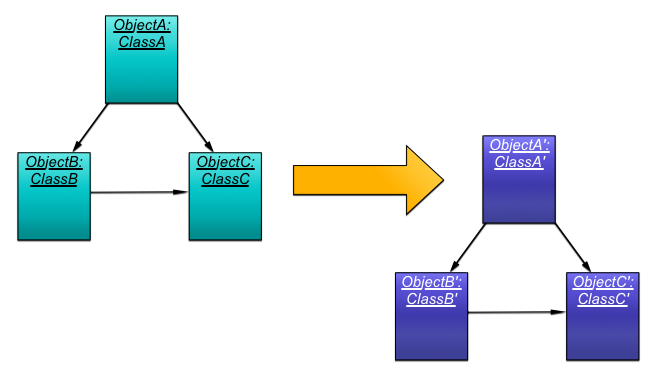 ObjectA:
ClassA
ObjectB:
ClassB
ObjectC:
ClassC
ObjectA':
ClassA'
ObjectB':
ClassB'
ObjectC':
ClassC'